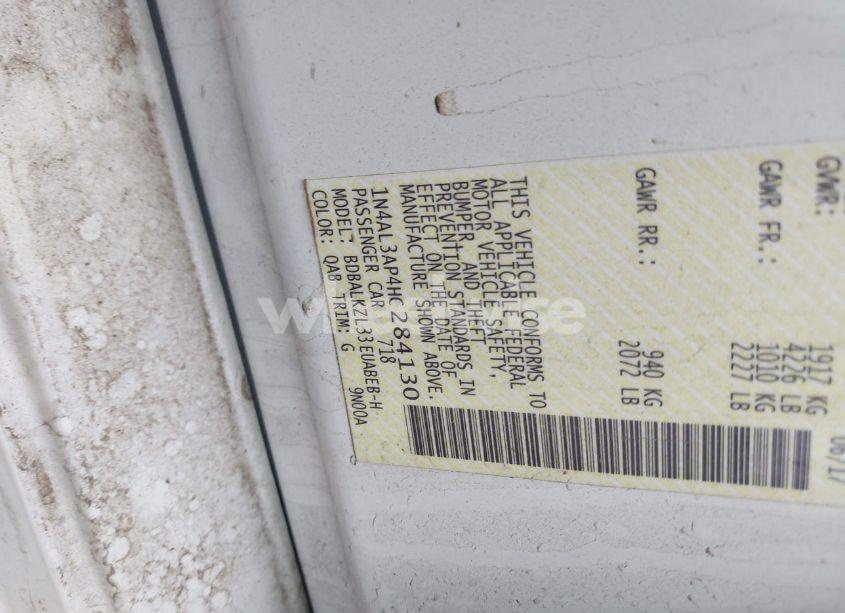 06/17
GVWR: 1917 KG
4226 LB
GAWR FR.: 1010 KG
2227 LB
GAWR RR.: 940 KG
2072 LB
THIS VEHICLE CONFORMS TO
ALL APPLICABLE FEDERAL
MOTOR VEHICLE SAFETY,
BUMPER, AND THEFT
PREVENTION STANDARDS IN
EFFECT ON THE DATE OF
MANUFACTURE SHOWN ABOVE.
1N4AL3AP4HC284130
PASSENGER CAR 718
MODEL: BDBALKZL33EUABEB-H
COLOR: QAB TRIM: G 9N00A